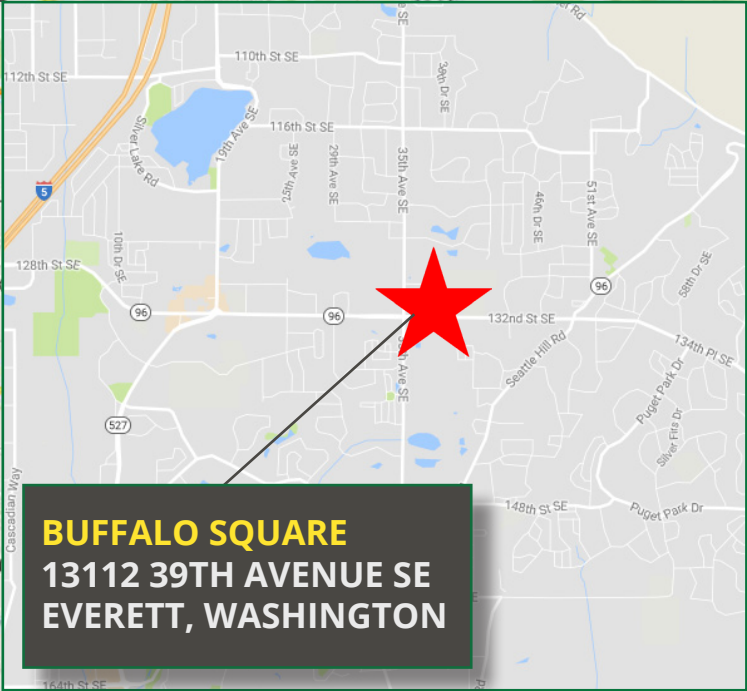 110th St SE
112th St SE
38th Dr SE
116th St SE
19th Ave SE
Silver Lake Rd
25th Ave SE
29th Ave SE
35th Ave SE
46th Dr SE
51st Ave SE
5
10th Dr SE
128th St SE
58th Dr SE
96
96
96
132nd St SE
134th Pl SE
Seattle Hill Rd
Puget Park Dr
Silver Firs Dr
527
Cascadian Way
148th St SE
Puget Park Dr
BUFFALO SQUARE
13112 39TH AVENUE SE
EVERETT, WASHINGTON
164th St SE